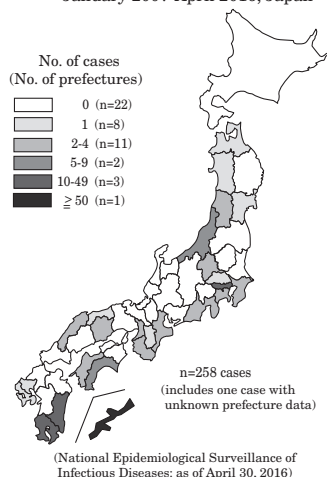 January 2007-April 2016, Japan
No. of cases
(No. of prefectures)
0 (n=22)
1 (n=8)
2-4 (n=11)
5-9 (n=2)
10-49 (n=3)
≧50 (n=1)
n=258 cases
(includes one case with
unknown prefecture data)
(National Epidemiological Surveillance of
Infectious Diseases: as of April 30, 2016)